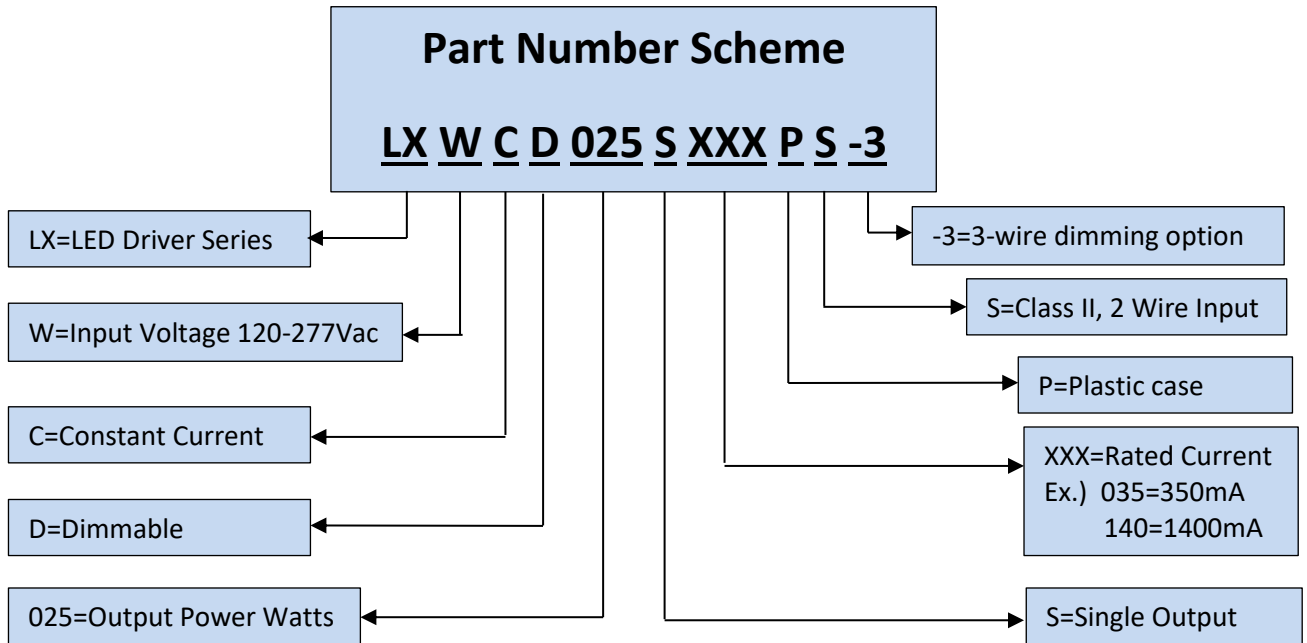 Part Number Scheme
LX W C D 025 S XXX P S -3
LX=LED Driver Series
W=Input Voltage 120-277Vac
C=Constant Current
D=Dimmable
025=Output Power Watts
-3=3-wire dimming option
S=Class II, 2 Wire Input
P=Plastic case
XXX=Rated Current
Ex.) 035=350mA
140=1400mA
S=Single Output